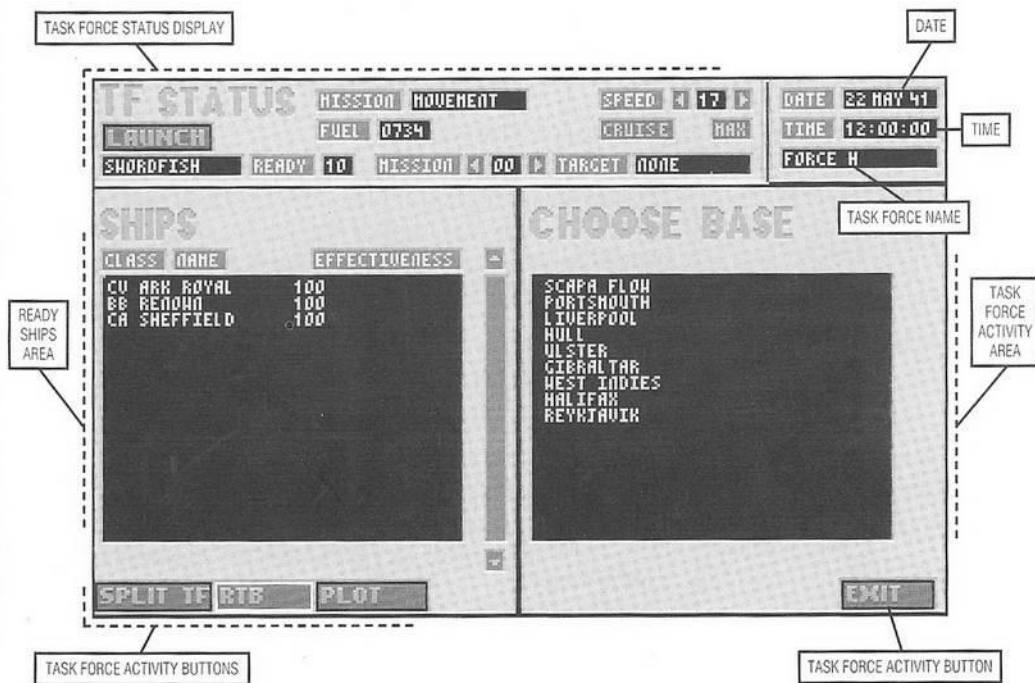 TASK FORCE STATUS DISPLAY
DATE
TF STATUS MISSION MOVEMENT SPEED 17 DATE 22 MAY 41
LAUNCH FUEL 0734 CRUISE MAX TIME 12:00:00
TIME
SWORDFISH READY 10 MISSION 00 TARGET NONE FORCE H
TASK FORCE NAME
SHIPS
CLASS NAME EFFECTIVENESS
CV ARK ROYAL 100
BB RENOWN 100
CA SHEFFIELD 100
CHOOSE BASE
SCAPA FLOW
PORTSMOUTH
LIVERPOOL
HULL
ULSTER
GIBRALTAR
WEST INDIES
HALIFAX
REYKJAVIK
READY
SHIPS
AREA
TASK
FORCE
ACTIVITY
AREA
SPLIT TF RTB PLOT EXIT
TASK FORCE ACTIVITY BUTTONS
TASK FORCE ACTIVITY BUTTON